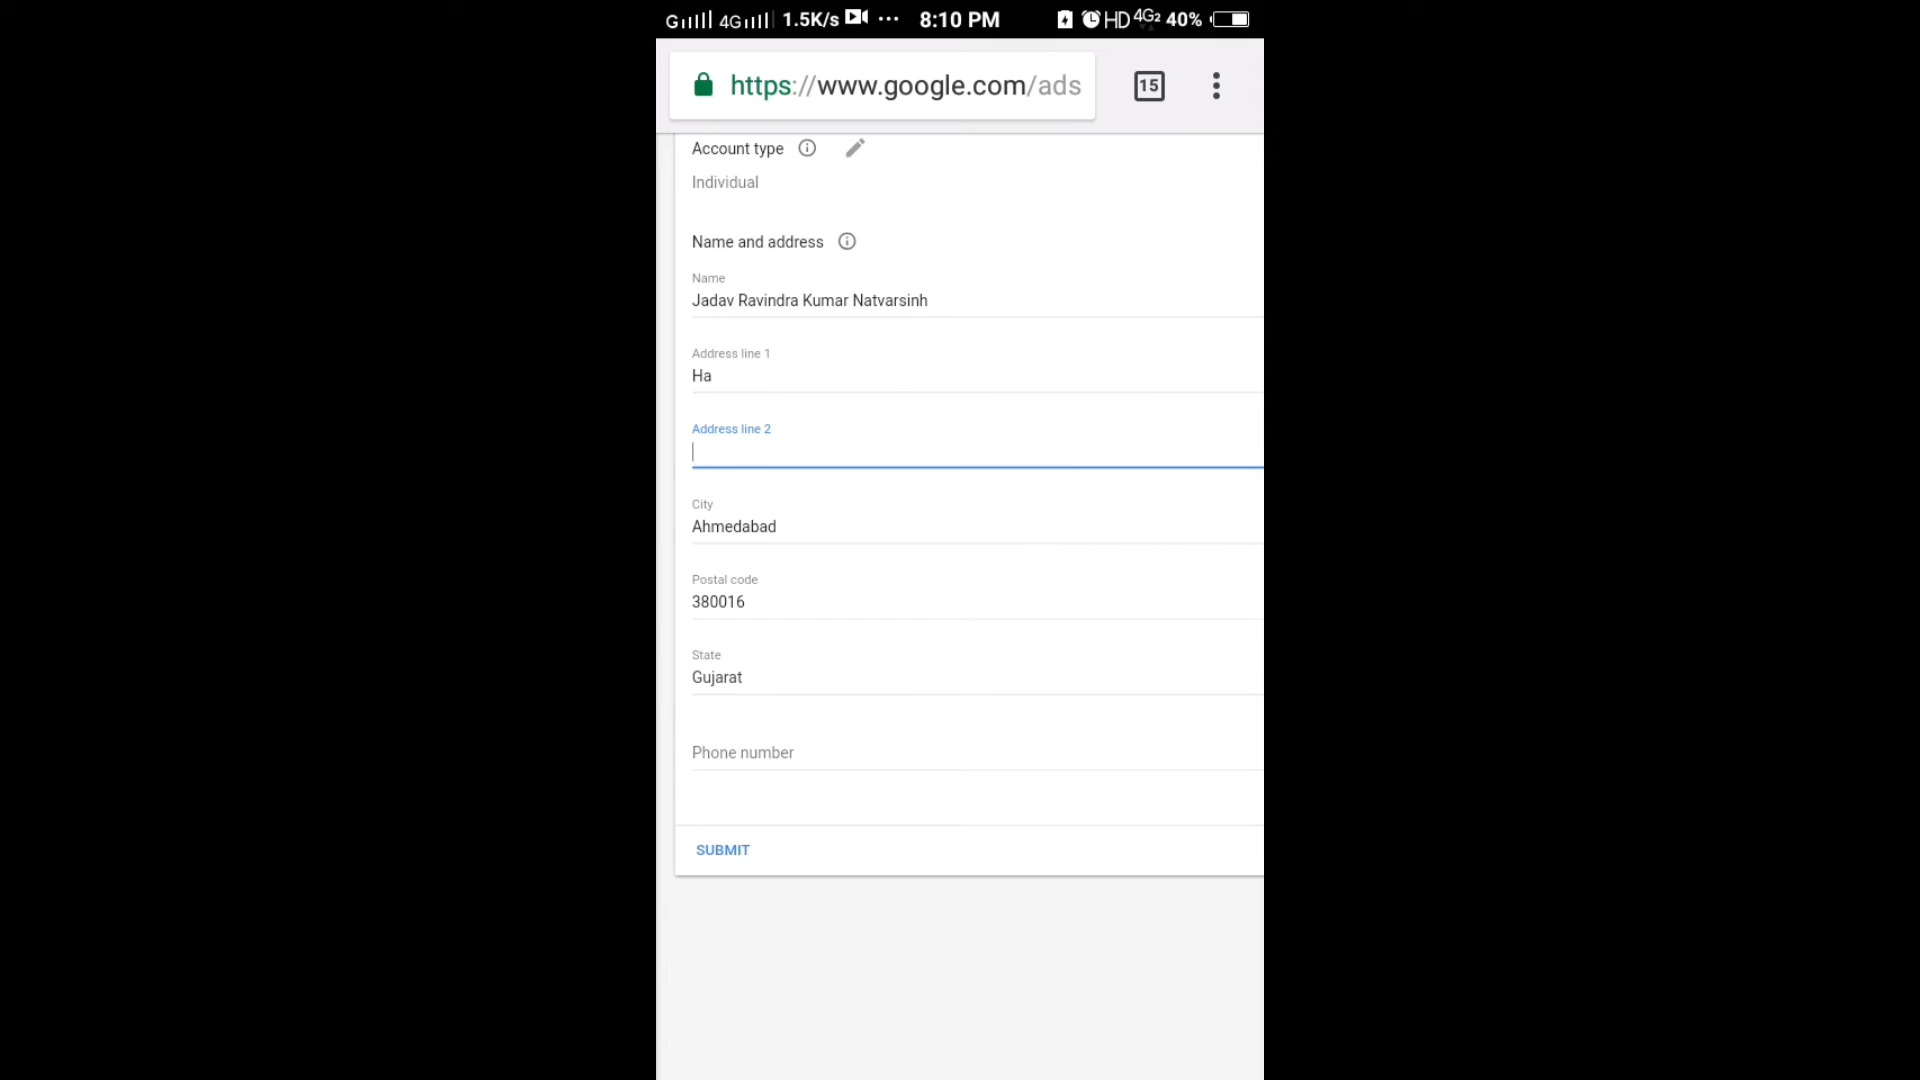 G 4G 1.5K/s ... 8:10 PM HD 4G2 40%
https://www.google.com/ads 15
Account type
Individual
Name and address
Name
Jadav Ravindra Kumar Natvarsinh
Address line 1
Ha
Address line 2
City
Ahmedabad
Postal code
380016
State
Gujarat
Phone number
SUBMIT